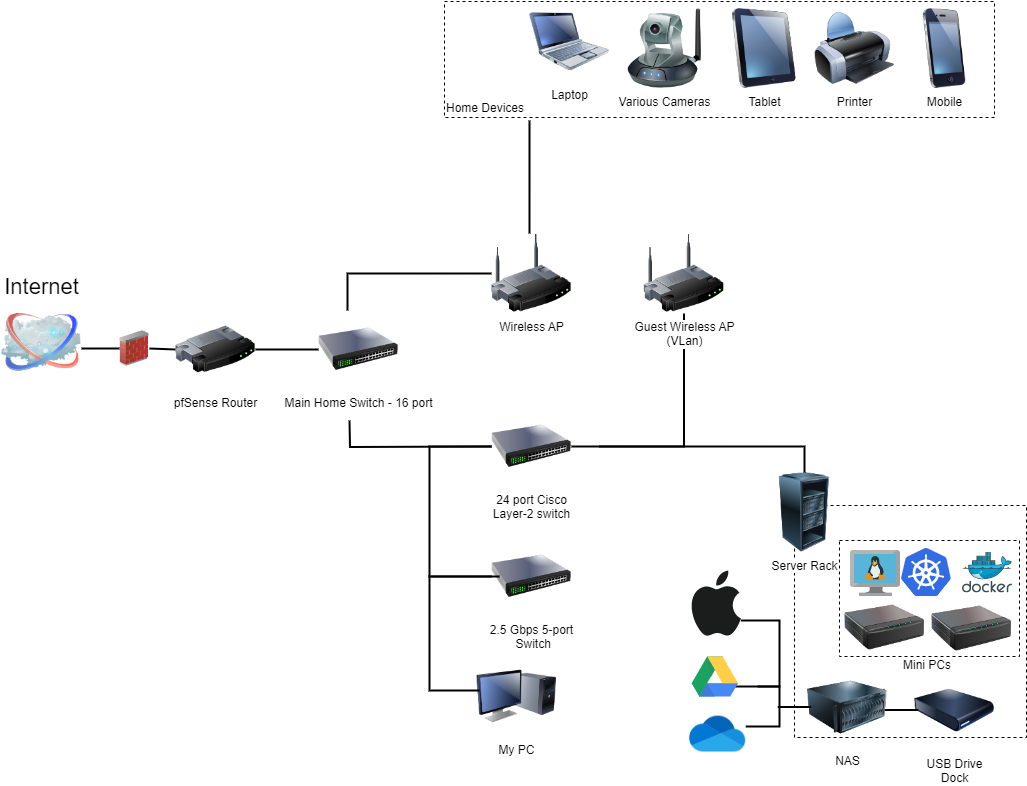 Laptop
Various Cameras
Tablet
Printer
Mobile
Home Devices
Internet
Wireless AP
Guest Wireless AP
(VLan)
pfSense Router
Main Home Switch - 16 port
24 port Cisco
Layer-2 switch
Server Rack
docker
2.5 Gbps 5-port
Switch
Mini PCs
My PC
NAS
USB Drive
Dock